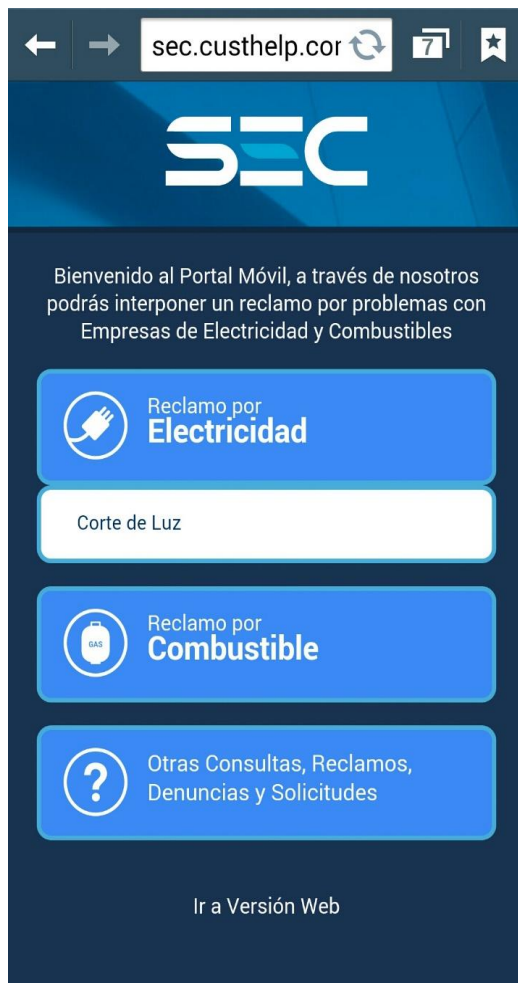 sec.custhelp.cor
7
SEC
Bienvenido al Portal Móvil, a través de nosotros
podrás interponer un reclamo por problemas con
Empresas de Electricidad y Combustibles
Reclamo por
Electricidad
Corte de Luz
GAS
Reclamo por
Combustible
?
Otras Consultas, Reclamos,
Denuncias y Solicitudes
Ir a Versión Web